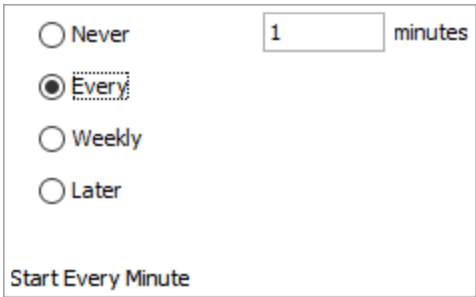 Never 1 minutes
Every
Weekly
Later
Start Every Minute